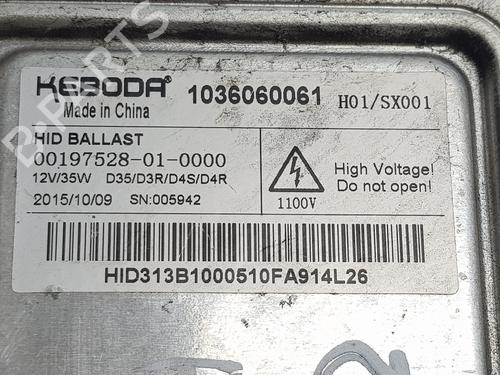 KEBODA®
Made in China
1036060061 H01/SX001
HID BALLAST
00197528-01-0000
12V/35W D35/D3R/D4S/D4R
2015/10/09 SN:005942
1100V
High Voltage!
Do not open!
HID313B1000510FA914L26